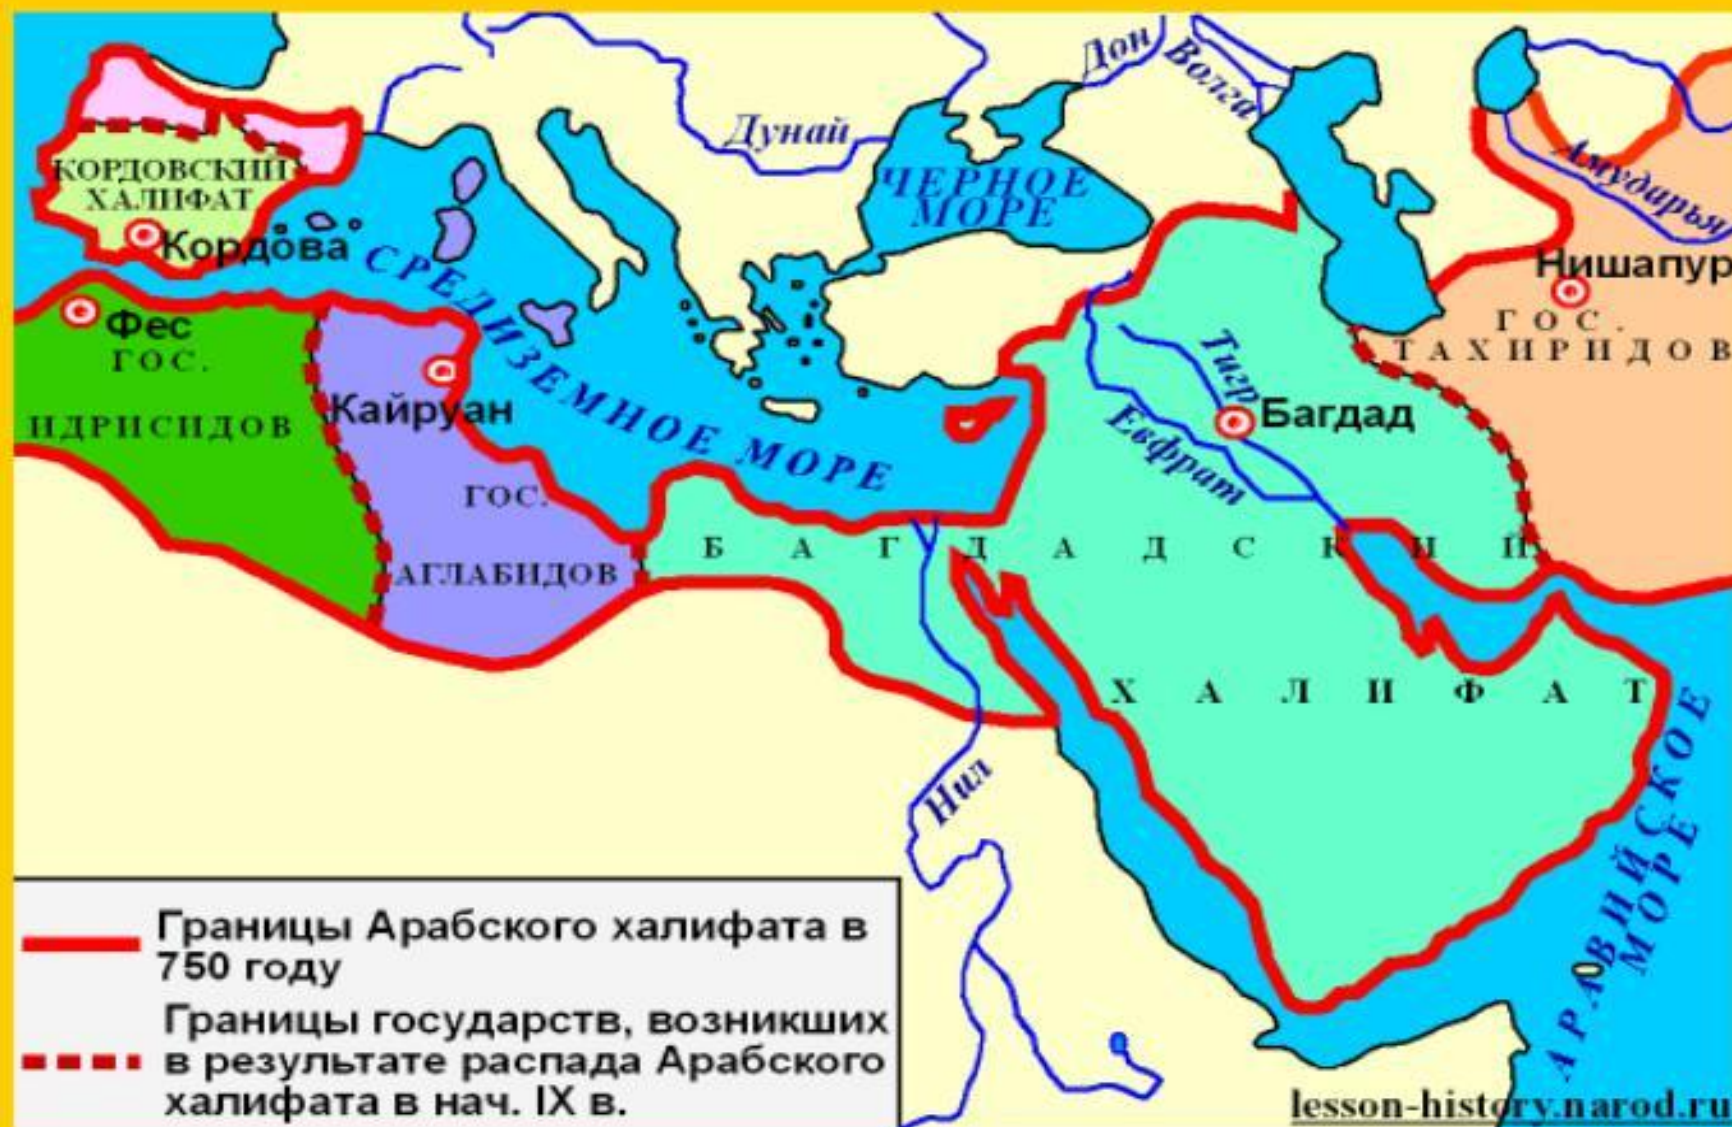 Дон
Волга
Дунай
Амударья
КОРДОВСКИЙ
ХАЛИФАТ
ЧЕРНОЕ
МОРЕ
Кордова
Нишапур
Фес
ГОС.
ИДРИСИДОВ
ГОС.
ТАХИРИДОВ
СРЕДИЗЕМНОЕ МОРЕ
Кайруан
Тигр
Багдад
Евфрат
ГОС.
АГЛАБИДОВ
БАГДАДСКИЙ
ХАЛИФАТ
Нил
АРАВИЙСКОЕ
МОРЕ
Границы Арабского халифата в
750 году
Границы государств, возникших
в результате распада Арабского
халифата в нач. IX в.
lesson-history.narod.ru